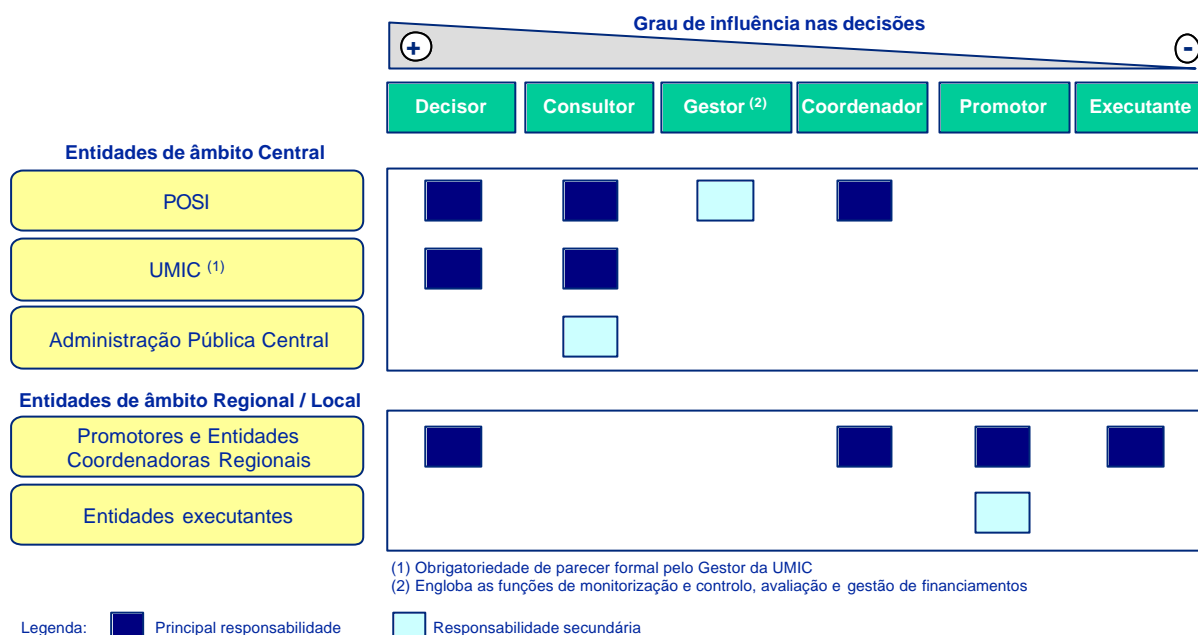 Grau de influência nas decisões
+
-
Decisor Consultor Gestor (2) Coordenador Promotor Executante
Entidades de âmbito Central
POSI
UMIC (1)
Administração Pública Central
Entidades de âmbito Regional / Local
Promotores e Entidades
Coordenadoras Regionais
Entidades executantes
(1) Obrigatoriedade de parecer formal pelo Gestor da UMIC
(2) Engloba as funções de monitorização e controlo, avaliação e gestão de financiamentos
Legenda: Principal responsabilidade Responsabilidade secundária